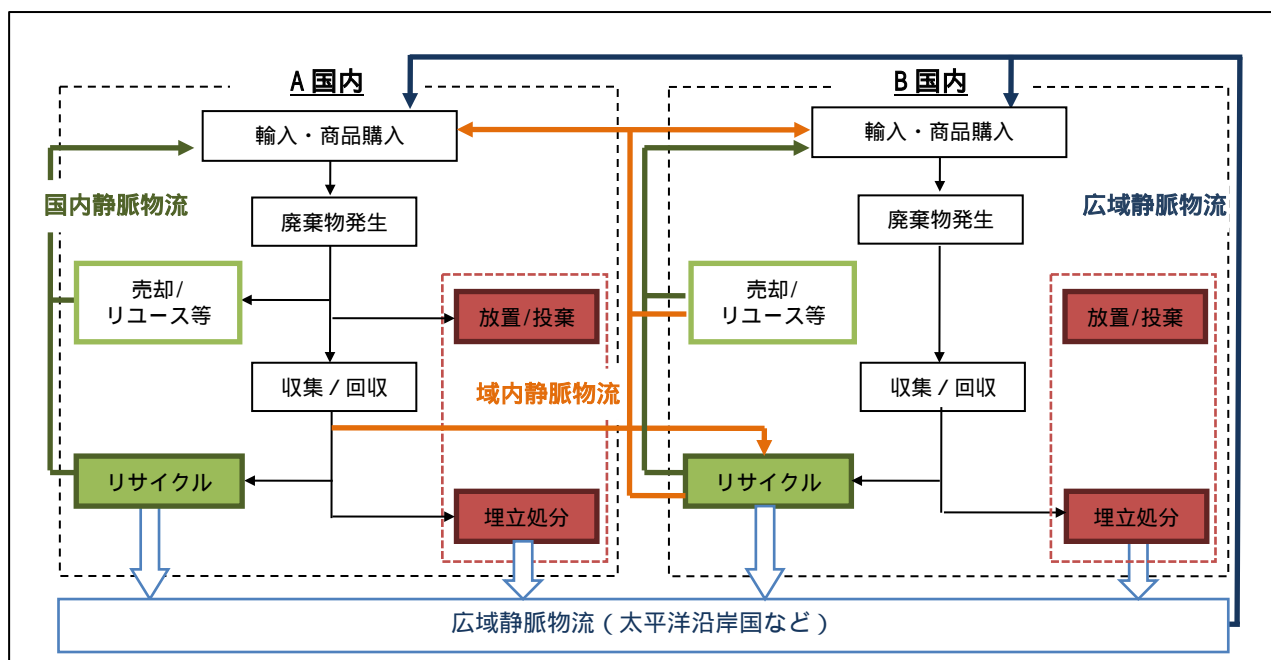 A 国内
輸入・商品購入
国内静脈物流
廃棄物発生
売却/
リユース等
放置/投棄
収集 / 回収
域内静脈物流
リサイクル
埋立処分
B 国内
輸入・商品購入
広域静脈物流
廃棄物発生
売却/
リユース等
放置/投棄
収集 / 回収
リサイクル
埋立処分
広域静脈物流 ( 太平洋沿岸国など )